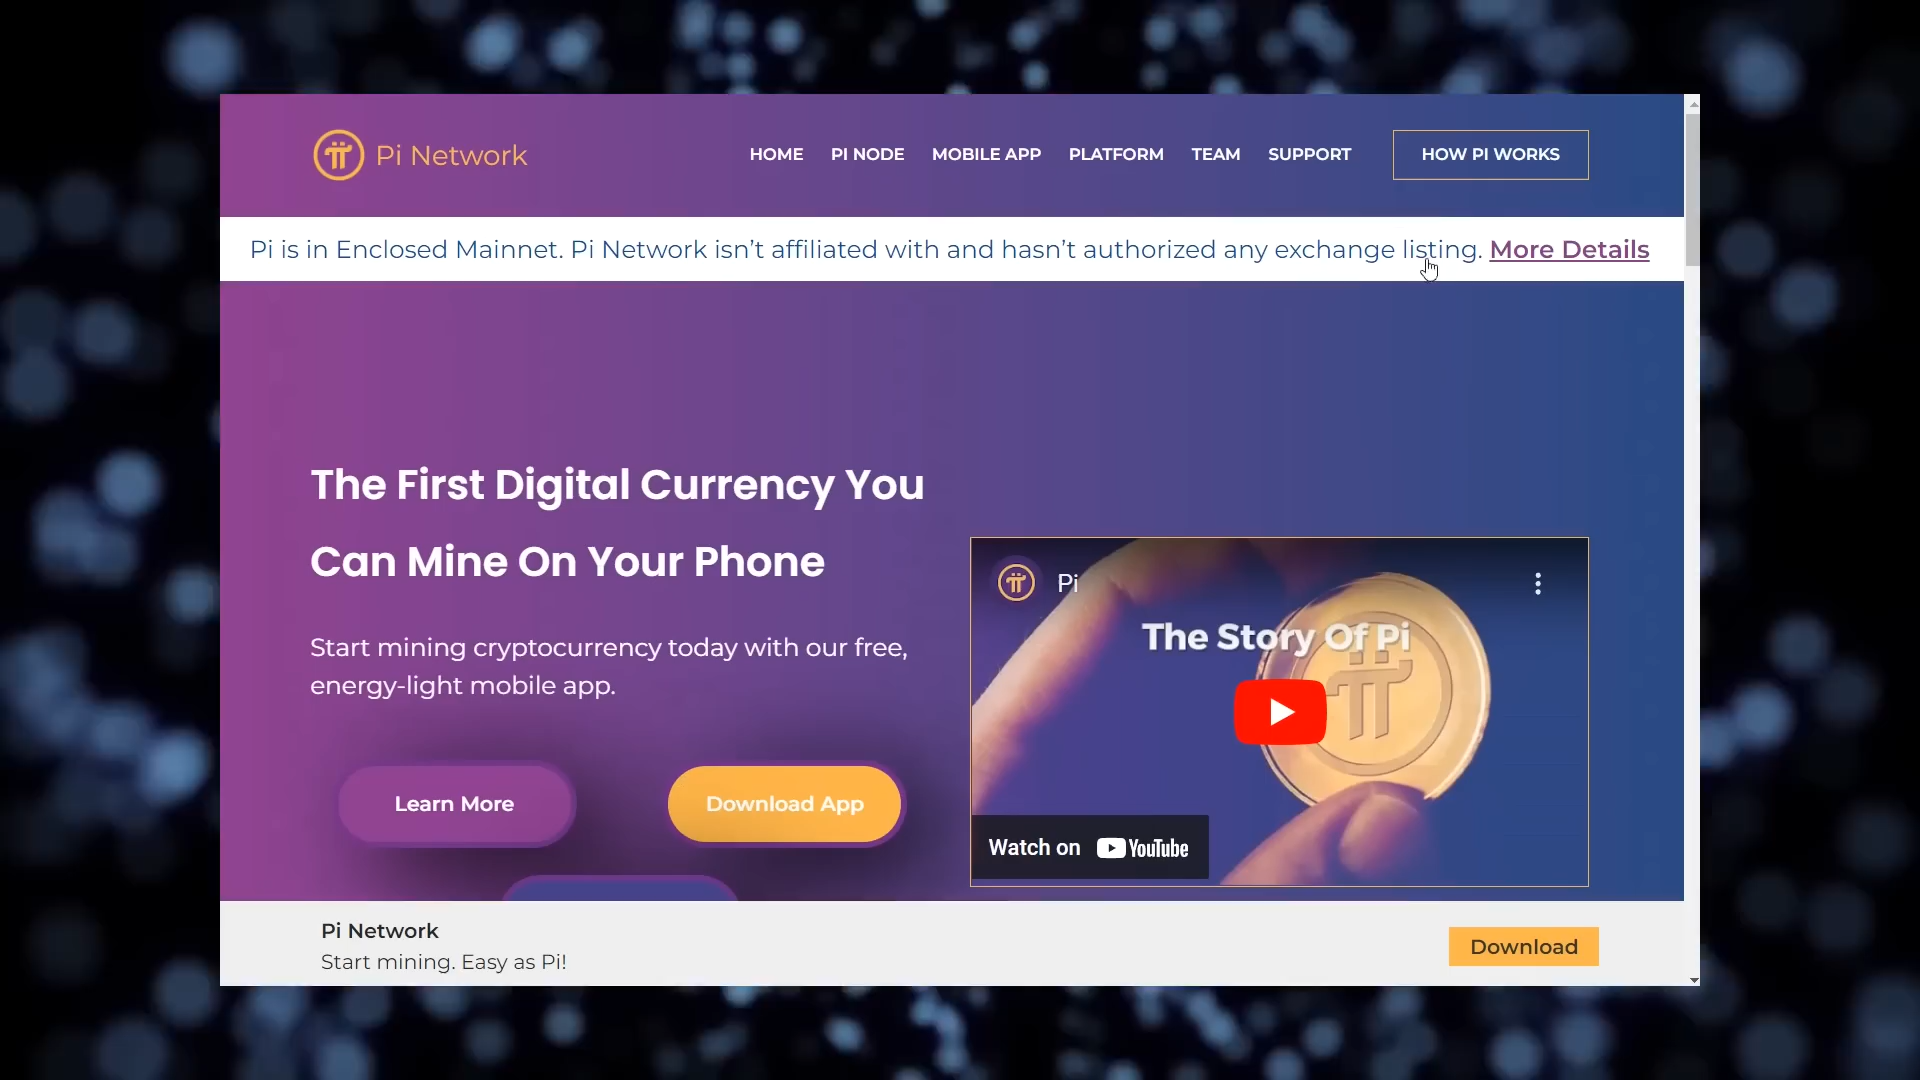 Pi Network
HOME PI NODE MOBILE APP PLATFORM TEAM SUPPORT HOW PI WORKS
Pi is in Enclosed Mainnet. Pi Network isn't affiliated with and hasn't authorized any exchange listing. More Details
The First Digital Currency You
Can Mine On Your Phone
Start mining cryptocurrency today with our free,
energy-light mobile app.
Learn More
Download App
Pi
The Story Of Pi
Watch on YouTube
Pi Network
Start mining. Easy as Pi!
Download